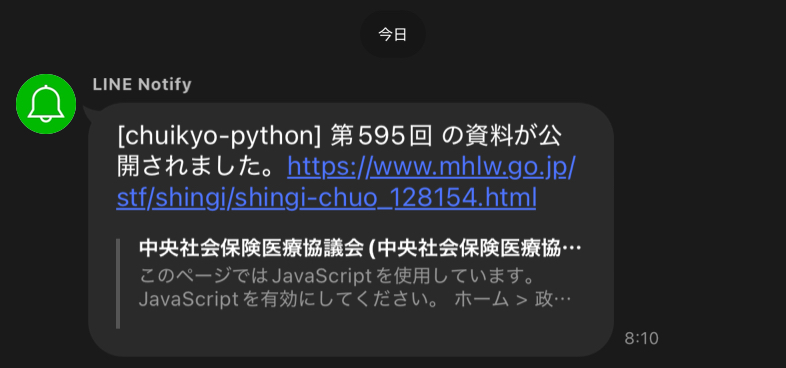 今日
LINE Notify
[chuikyo-python] 第595回 の資料が公
開されました。https://www.mhlw.go.jp/
stf/shingi/shingi-chuo_128154.html
中央社会保険医療協議会 (中央社会保険医療協…
このページではJavaScriptを使用しています。
JavaScriptを有効にしてください。 ホーム > 政…
8:10